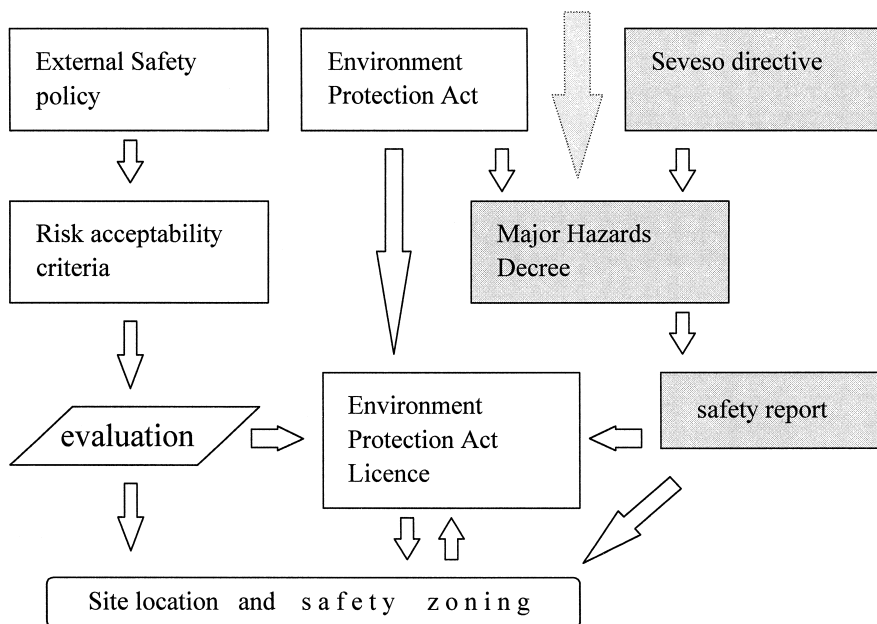 External Safety
policy
Environment
Protection Act
Seveso directive
Risk acceptability
criteria
Major Hazards
Decree
evaluation
Environment
Protection Act
Licence
safety report
Site location and safety zoning